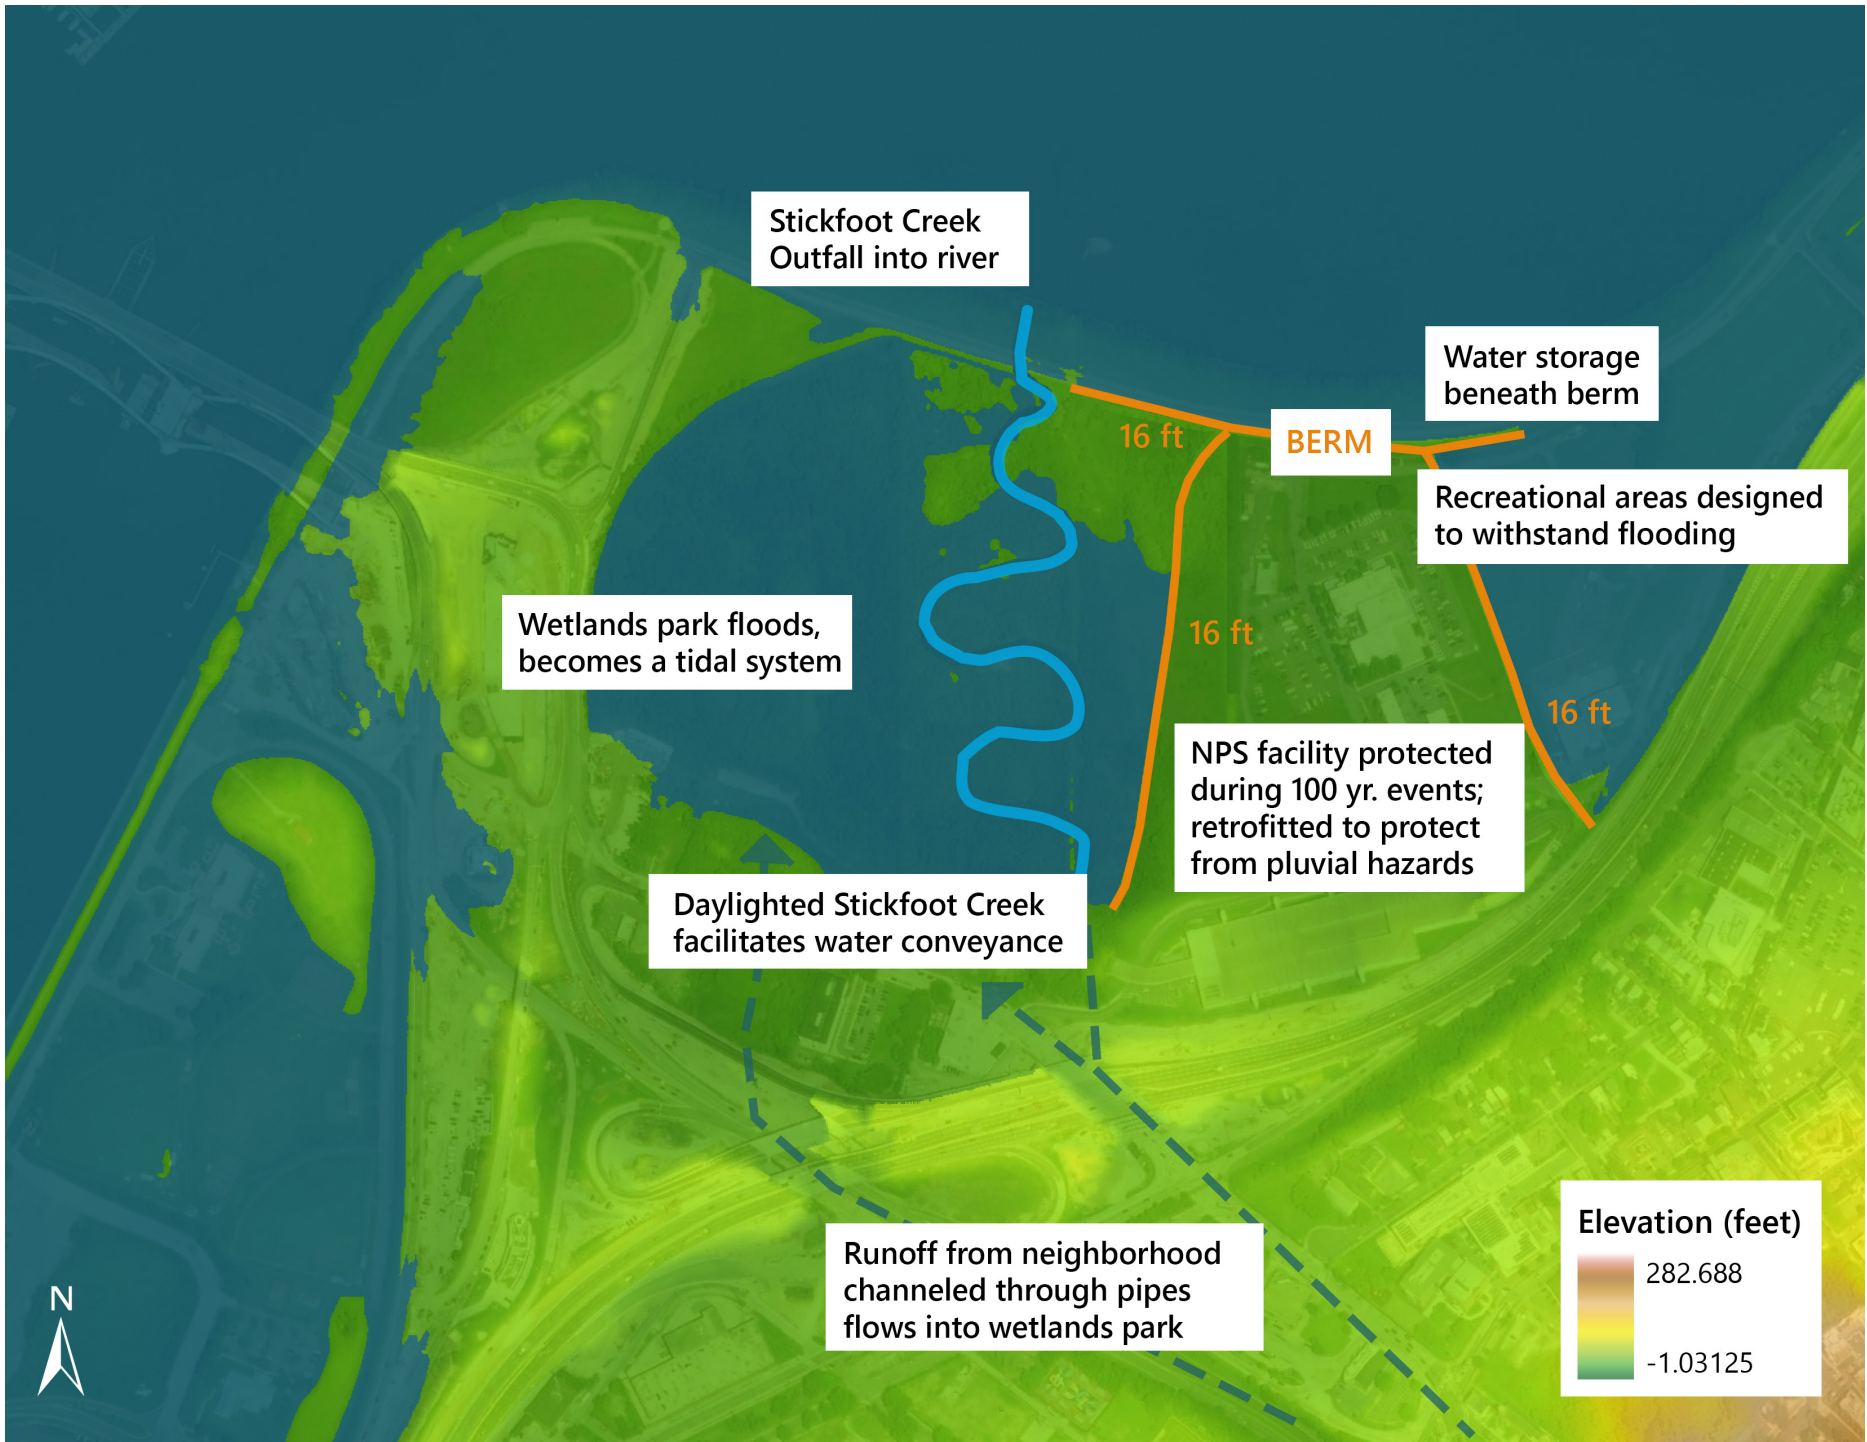 Stickfoot Creek
Outfall into river
Water storage
beneath berm
16 ft
BERM
Recreational areas designed
to withstand flooding
Wetlands park floods,
becomes a tidal system
16 ft
16 ft
NPS facility protected
during 100 yr. events;
retrofitted to protect
from pluvial hazards
Daylighted Stickfoot Creek
facilitates water conveyance
Runoff from neighborhood
channeled through pipes
flows into wetlands park
Elevation (feet)
282.688
-1.03125
N